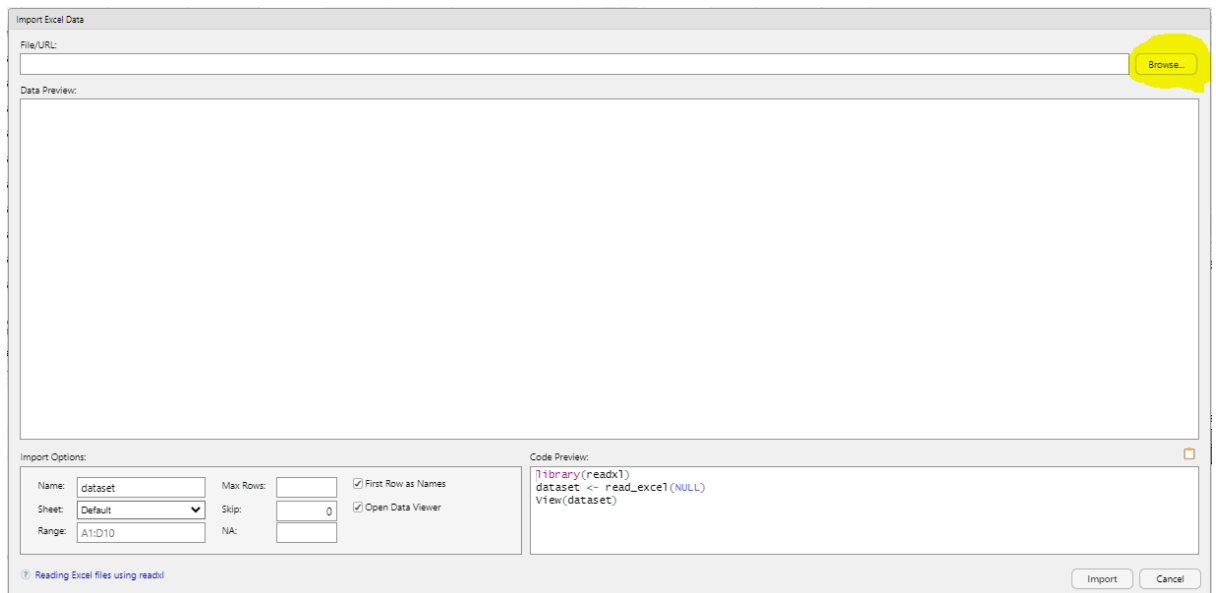 Import Excel Data
File/URL:
Browse...
Data Preview:
Import Options:
Name: dataset
Max Rows:
First Row as Names
Sheet: Default
Skip: 0
Open Data Viewer
Range: A1:D10
NA:
Code Preview:
library(readxl)
dataset <- read_excel(NULL)
View(dataset)
? Reading Excel files using readxl
Import
Cancel